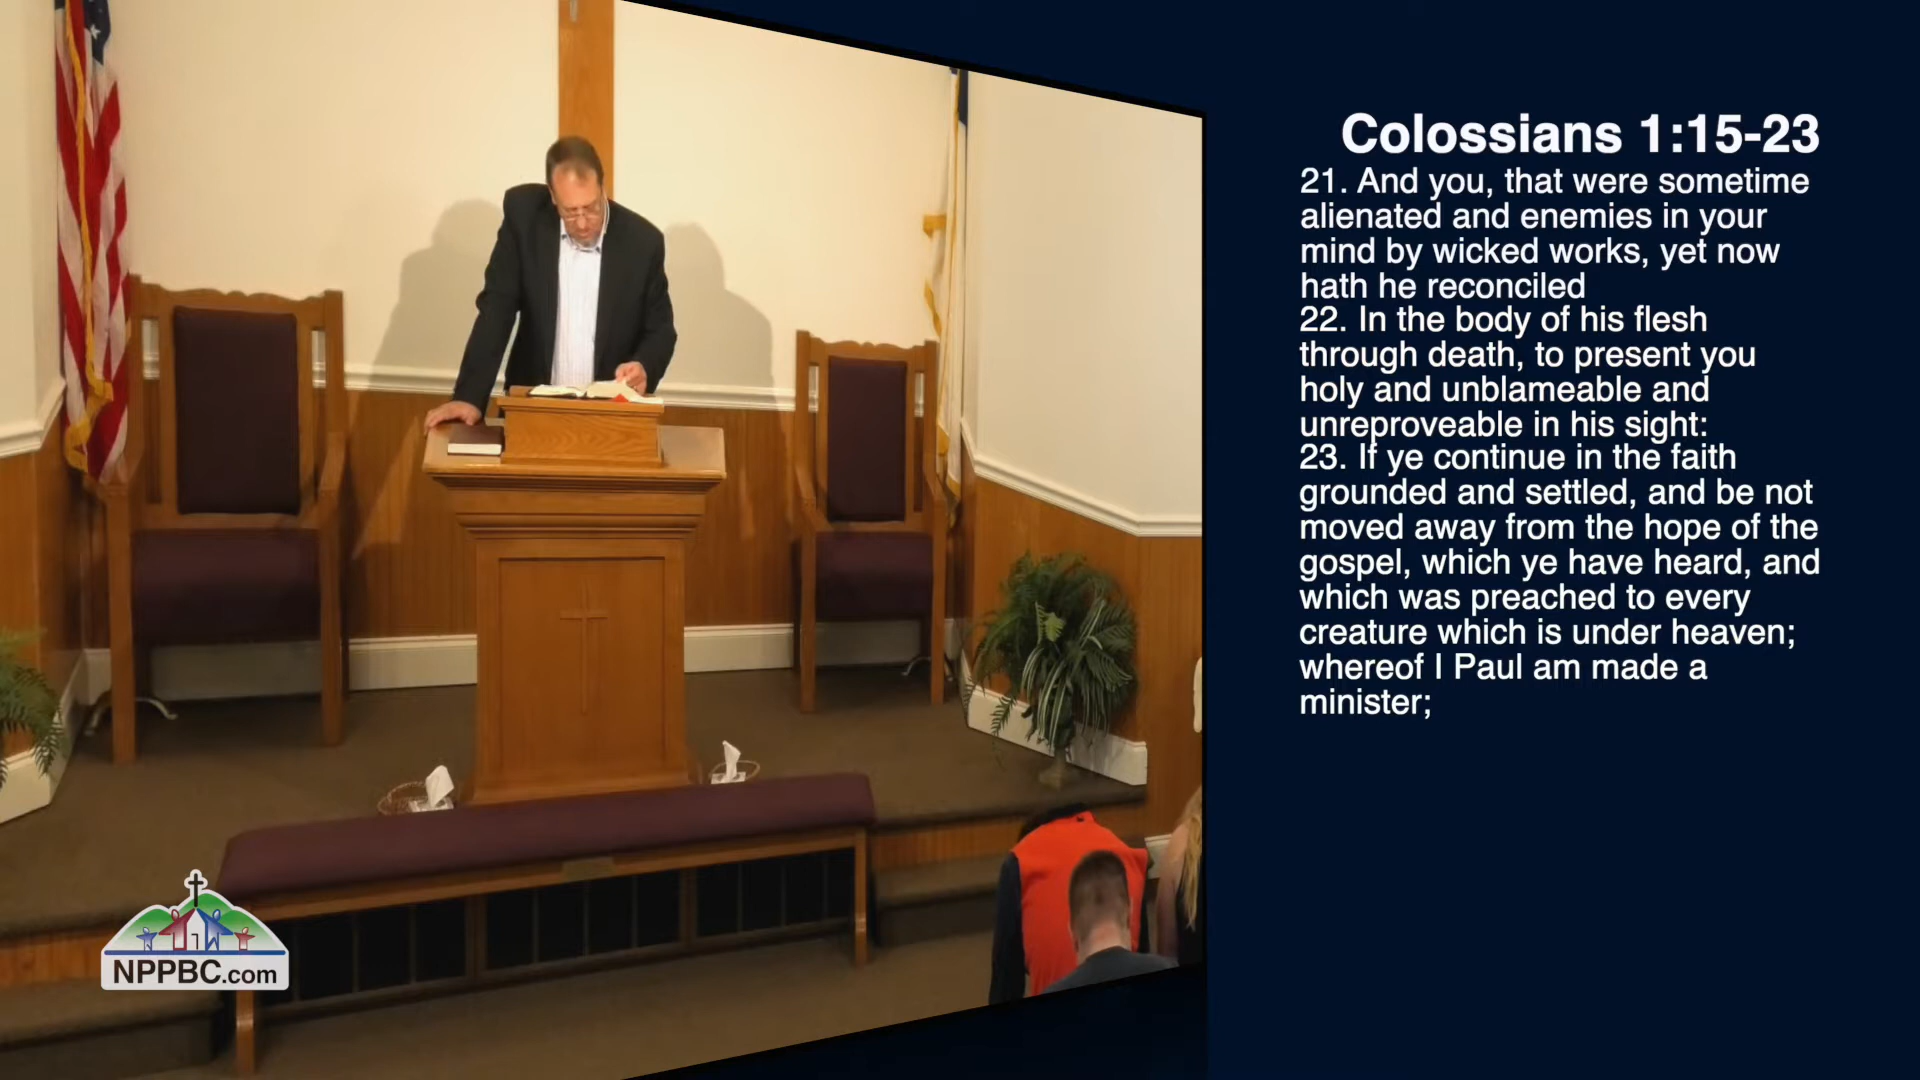 Colossians 1:15-23
21. And you, that were sometime
alienated and enemies in your
mind by wicked works, yet now
hath he reconciled
22. In the body of his flesh
through death, to present you
holy and unblameable and
unreproveable in his sight:
23. If ye continue in the faith
grounded and settled, and be not
moved away from the hope of the
gospel, which ye have heard, and
which was preached to every
creature which is under heaven;
whereof I Paul am made a
minister;
NPPBC.com